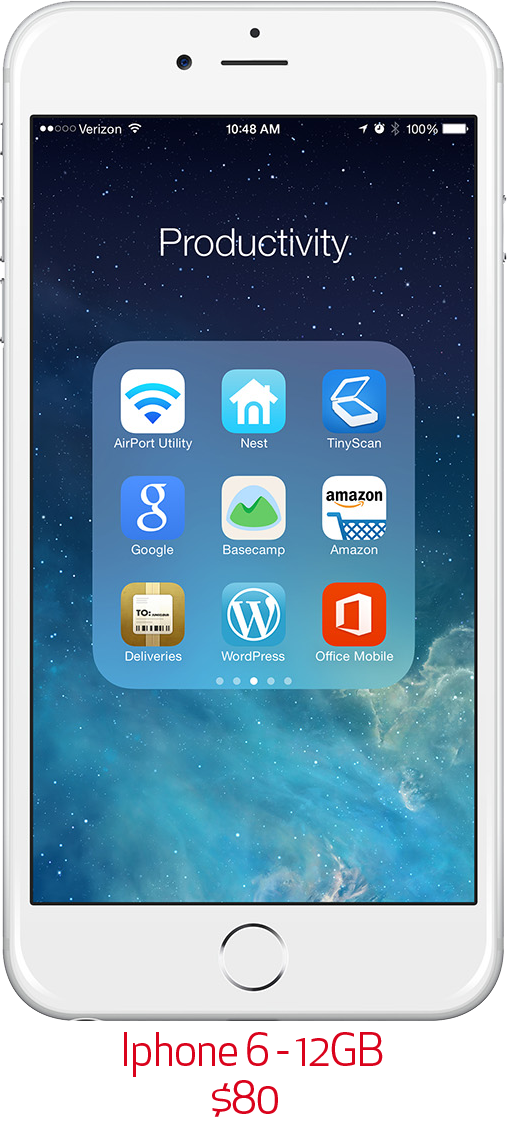 Verizon 10:48 AM 100%
Productivity
AirPort Utility Nest TinyScan
amazon
Google Basecamp Amazon
TO:
Deliveries WordPress Office Mobile
Iphone 6 - 12GB
$80